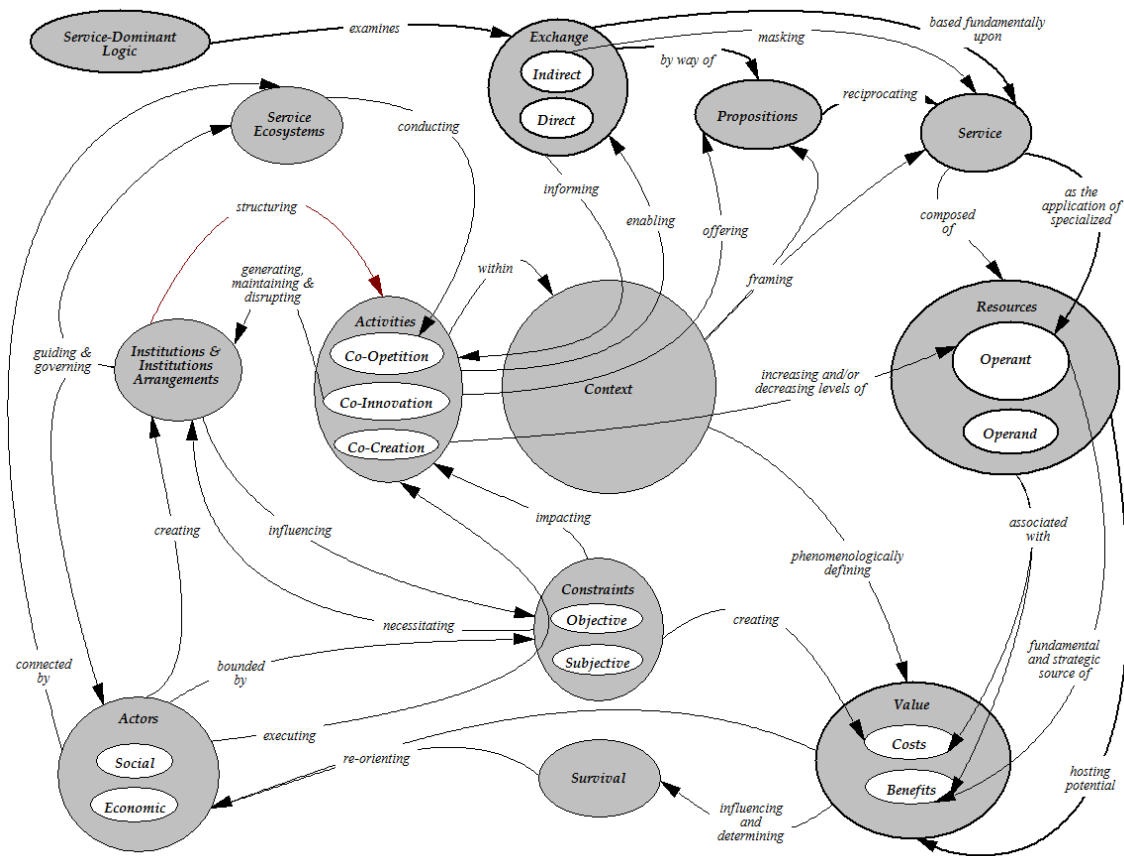 Service-Dominant
Logic
examines
Exchange
Indirect
Direct
masking
based fundamentally
upon
by way of
Propositions
reciprocating
Service
Service
Ecosystems
conducting
informing
enabling
offering
composed
of
as the
application of
specialized
structuring
generating,
maintaining &
disrupting
within
framing
Activities
Co-Opetition
Co-Innovation
Co-Creation
Context
Resources
Operant
Operand
guiding &
governing
Institutions &
Institutions
Arrangements
increasing and/or
decreasing levels of
creating
influencing
impacting
associated
with
phenomenologically
defining
Constraints
Objective
Subjective
necessitating
creating
connected
by
bounded
by
fundamental
and strategic
source of
Actors
Social
Economic
executing
re-orienting
Survival
Value
Costs
Benefits
influencing
and
determining
hosting
potential